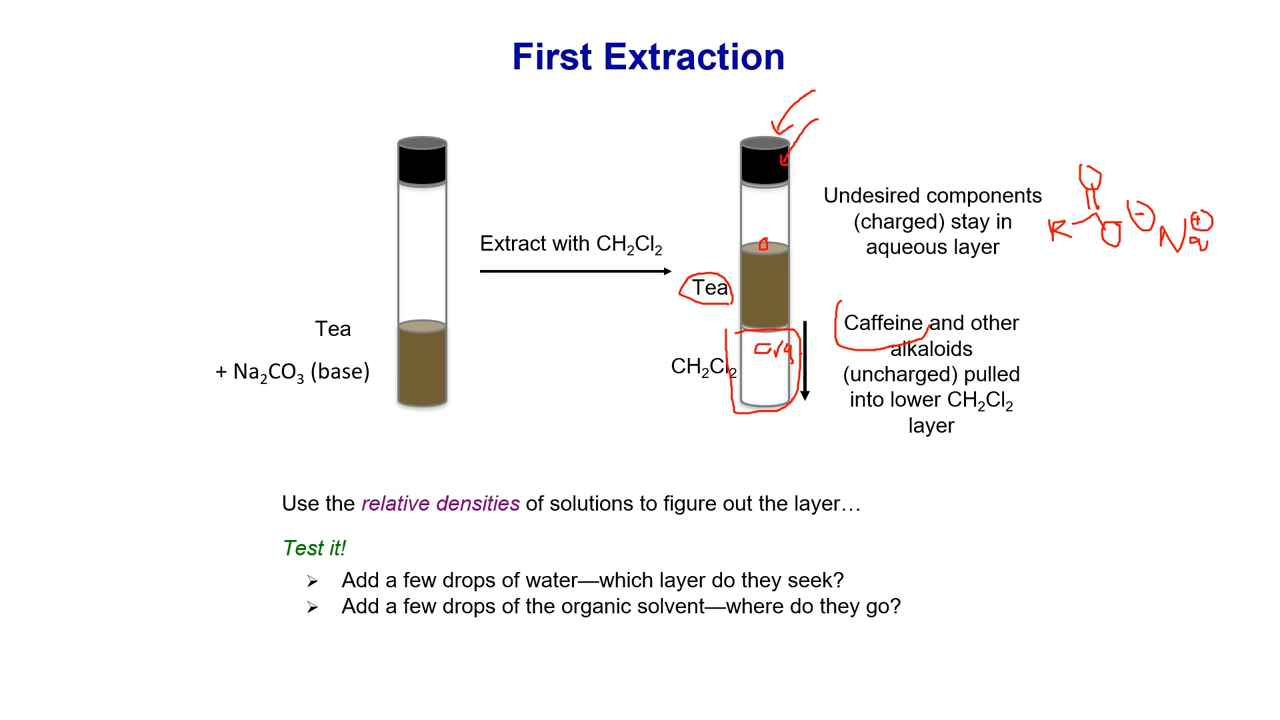 First Extraction
Undesired components
(charged) stay in
aqueous layer
O
R
O
-
Na
+
Extract with CH₂Cl₂
Tea
Tea
+ Na₂CO₃ (base)
CH₂Cl₂
org
Caffeine and other
alkaloids
(uncharged) pulled
into lower CH₂Cl₂
layer
Use the relative densities of solutions to figure out the layer…
Test it!
➢ Add a few drops of water—which layer do they seek?
➢ Add a few drops of the organic solvent—where do they go?